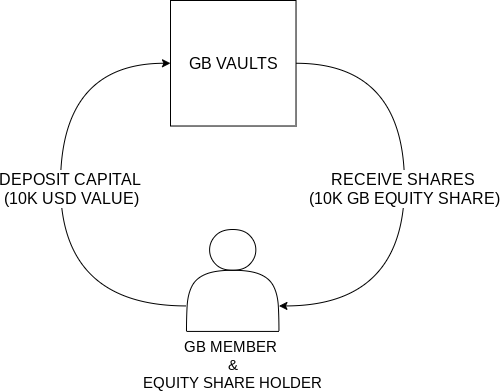 GB VAULTS
DEPOSIT CAPITAL
(10K USD VALUE)
RECEIVE SHARES
(10K GB EQUITY SHARE)
GB MEMBER
&
EQUITY SHARE HOLDER